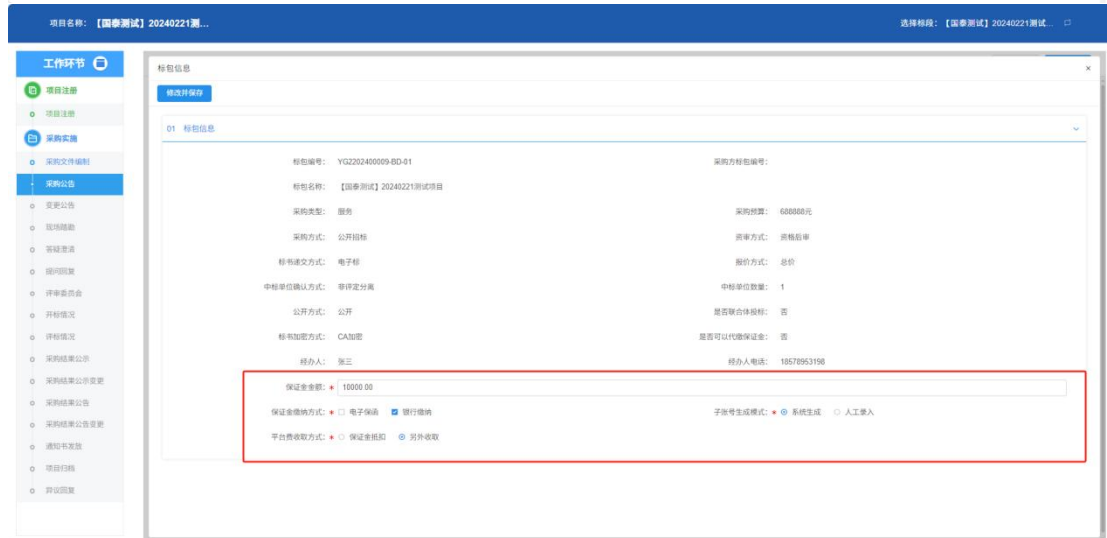 项目名称: 【国泰测试】20240221测...
选择标段: 【国泰测试】20240221测试...
工作环节
项目注册
项目注册
采购实施
采购文件编制
采购公告
变更公告
现场踏勘
答疑澄清
提问回复
评审委员会
开标情况
评标情况
采购结果公示
采购结果公示变更
采购结果公告
采购结果公告变更
通知书发放
项目归档
异议回复
标包信息
×
修改并保存
01 标包信息
标包编号: YG2202400009-BD-01
采购方标包编号:
标包名称: 【国泰测试】20240221测试项目
采购类型: 服务
采购预算: 688888元
采购方式: 公开招标
资审方式: 资格后审
标书递交方式: 电子标
报价方式: 总价
中标单位确认方式: 非评定分离
中标单位数量: 1
公开方式: 公开
是否联合体投标: 否
标书加密方式: CA加密
是否可以代缴保证金: 否
经办人: 张三
经办人电话: 18578953198
保证金金额: * 10000.00
保证金缴纳方式: * 电子保函 银行缴纳
子账号生成模式: * 系统生成 人工录入
平台费收取方式: * 保证金抵扣 另外收取